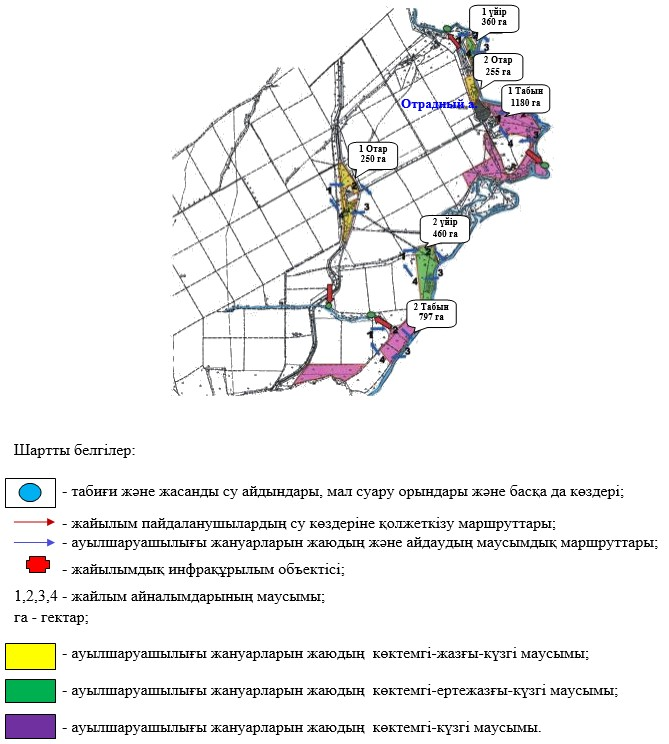 1 үйір
360 га
2 Отар
255 га
1 Табын
1180 га
Отрадный а.
1 Отар
250 га
2 үйір
460 га
2 Табын
797 га
Шартты белгілер:
- табиғи және жасанды су айдындары, мал суару орындары және басқа да көздері;
- жайылым пайдаланушылардың су көздеріне қолжеткізу маршруттары;
- ауылшаруашылығы жануарларын жаюдың және айдаудың маусымдық маршруттары;
- жайылымдық инфрақұрылым объектісі;
1,2,3,4 - жайлым айналымдарының маусымы;
га - гектар;
- ауылшаруашылығы жануарларын жаюдың көктемгі-жазғы-күзгі маусымы;
- ауылшаруашылығы жануарларын жаюдың көктемгі-ертежазғы-күзгі маусымы;
- ауылшаруашылығы жануарларын жаюдың көктемгі-күзгі маусымы.